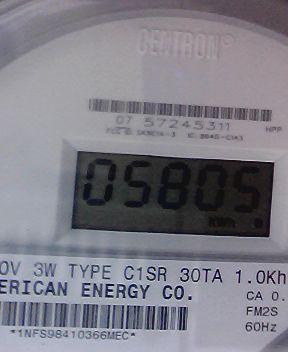 CENTRON®
07 57245311
HPP
05805
KWH
0V 3W TYPE C1SR 30TA 1.0Kh
ERICAN ENERGY CO.
CA 0.
FM2S
60Hz
*1NFS98410366MEC*